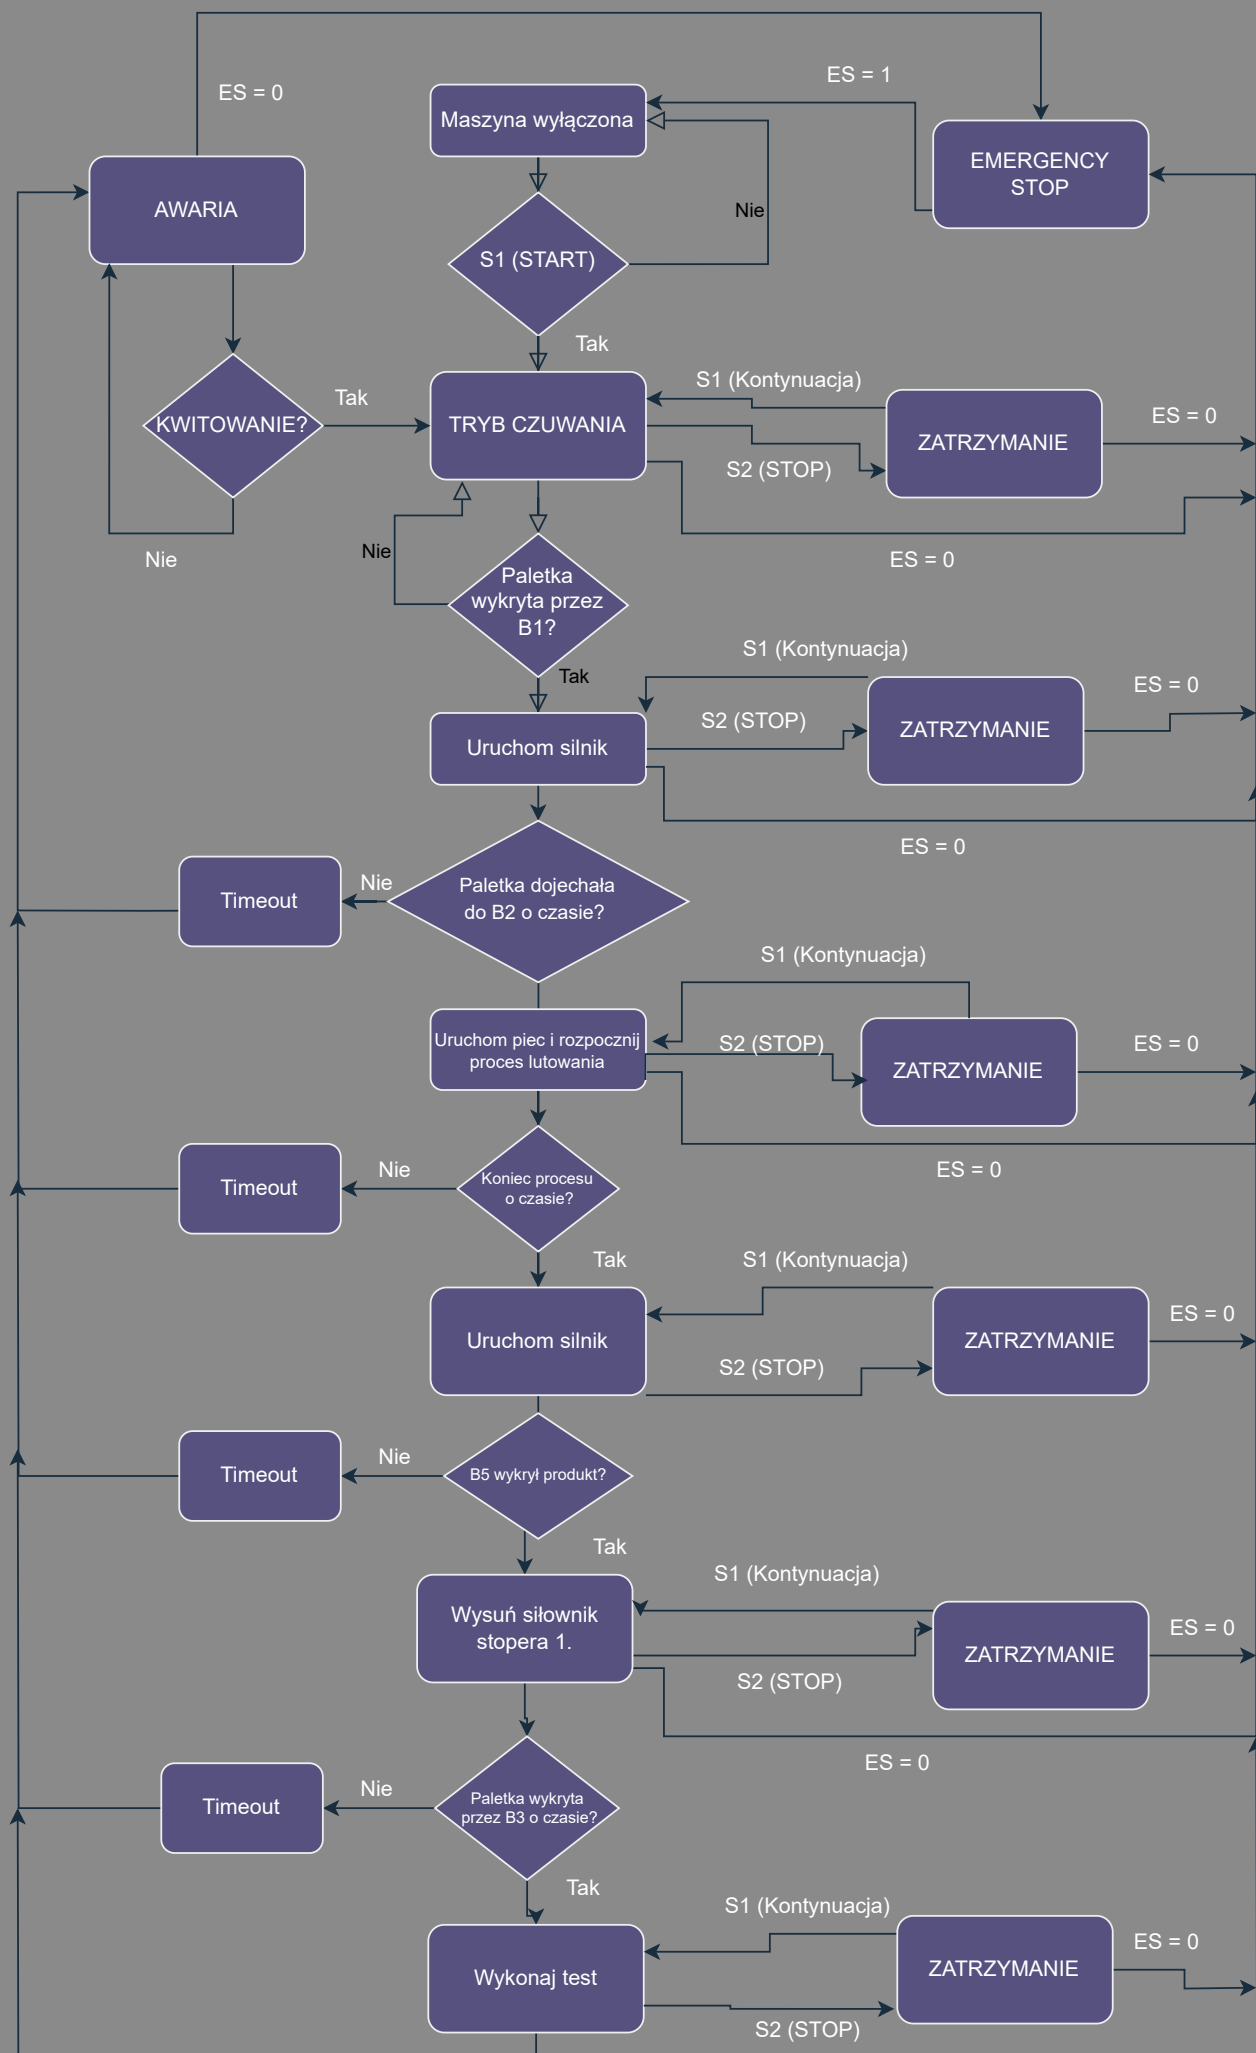 ES = 1
ES = 0
Maszyna wyłączona
EMERGENCY
STOP
AWARIA
Nie
S1 (START)
Tak
S1 (Kontynuacja)
Tak
ES = 0
KWITOWANIE?
TRYB CZUWANIA
ZATRZYMANIE
S2 (STOP)
Nie
Nie
ES = 0
Paletka
wykryta przez
B1?
S1 (Kontynuacja)
Tak
ES = 0
S2 (STOP)
Uruchom silnik
ZATRZYMANIE
ES = 0
Nie
Paletka dojechała
do B2 o czasie?
Timeout
S1 (Kontynuacja)
Uruchom piec i rozpocznij
proces lutowania
S2 (STOP)
ES = 0
ZATRZYMANIE
Nie
ES = 0
Koniec procesu
o czasie?
Timeout
Tak
S1 (Kontynuacja)
ES = 0
Uruchom silnik
ZATRZYMANIE
S2 (STOP)
Nie
Timeout
B5 wykrył produkt?
Tak
S1 (Kontynuacja)
Wysuń siłownik
stopera 1.
ES = 0
ZATRZYMANIE
S2 (STOP)
ES = 0
Nie
Paletka wykryta
przez B3 o czasie?
Timeout
Tak
S1 (Kontynuacja)
ES = 0
Wykonaj test
ZATRZYMANIE
S2 (STOP)